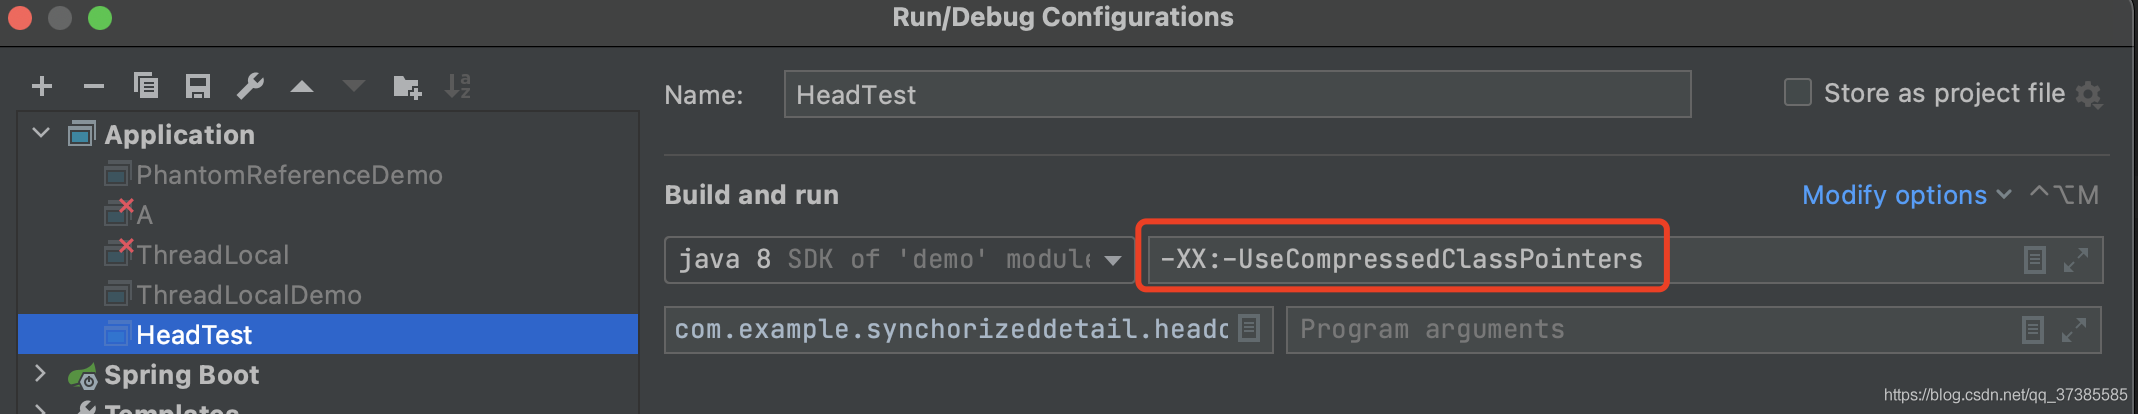 Run/Debug Configurations
Name: HeadTest
Store as project file
Application
PhantomReferenceDemo
A
ThreadLocal
ThreadLocalDemo
HeadTest
Spring Boot
Templates
Build and run
Modify options ^⌥M
java 8 SDK of 'demo' module
-XX:-UseCompressedClassPointers
com.example.synchorizeddetail.headc
Program arguments
https://blog.csdn.net/qq_37385585